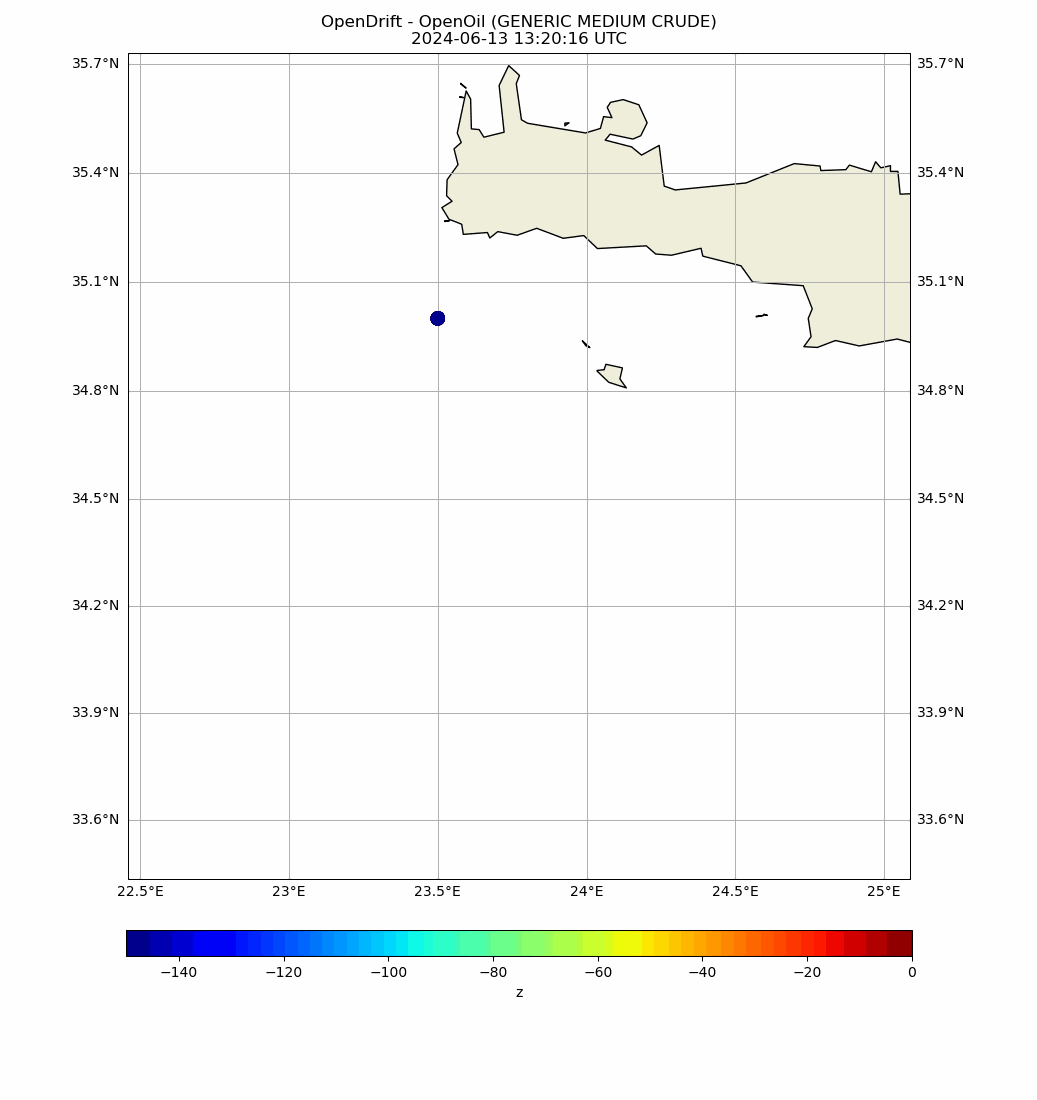 OpenDrift - OpenOil (GENERIC MEDIUM CRUDE)
2024-06-13 13:20:16 UTC
35.7°N 35.7°N
35.4°N 35.4°N
35.1°N 35.1°N
34.8°N 34.8°N
34.5°N 34.5°N
34.2°N 34.2°N
33.9°N 33.9°N
33.6°N 33.6°N
22.5°E 23°E 23.5°E 24°E 24.5°E 25°E
−140 −120 −100 −80 −60 −40 −20 0
z